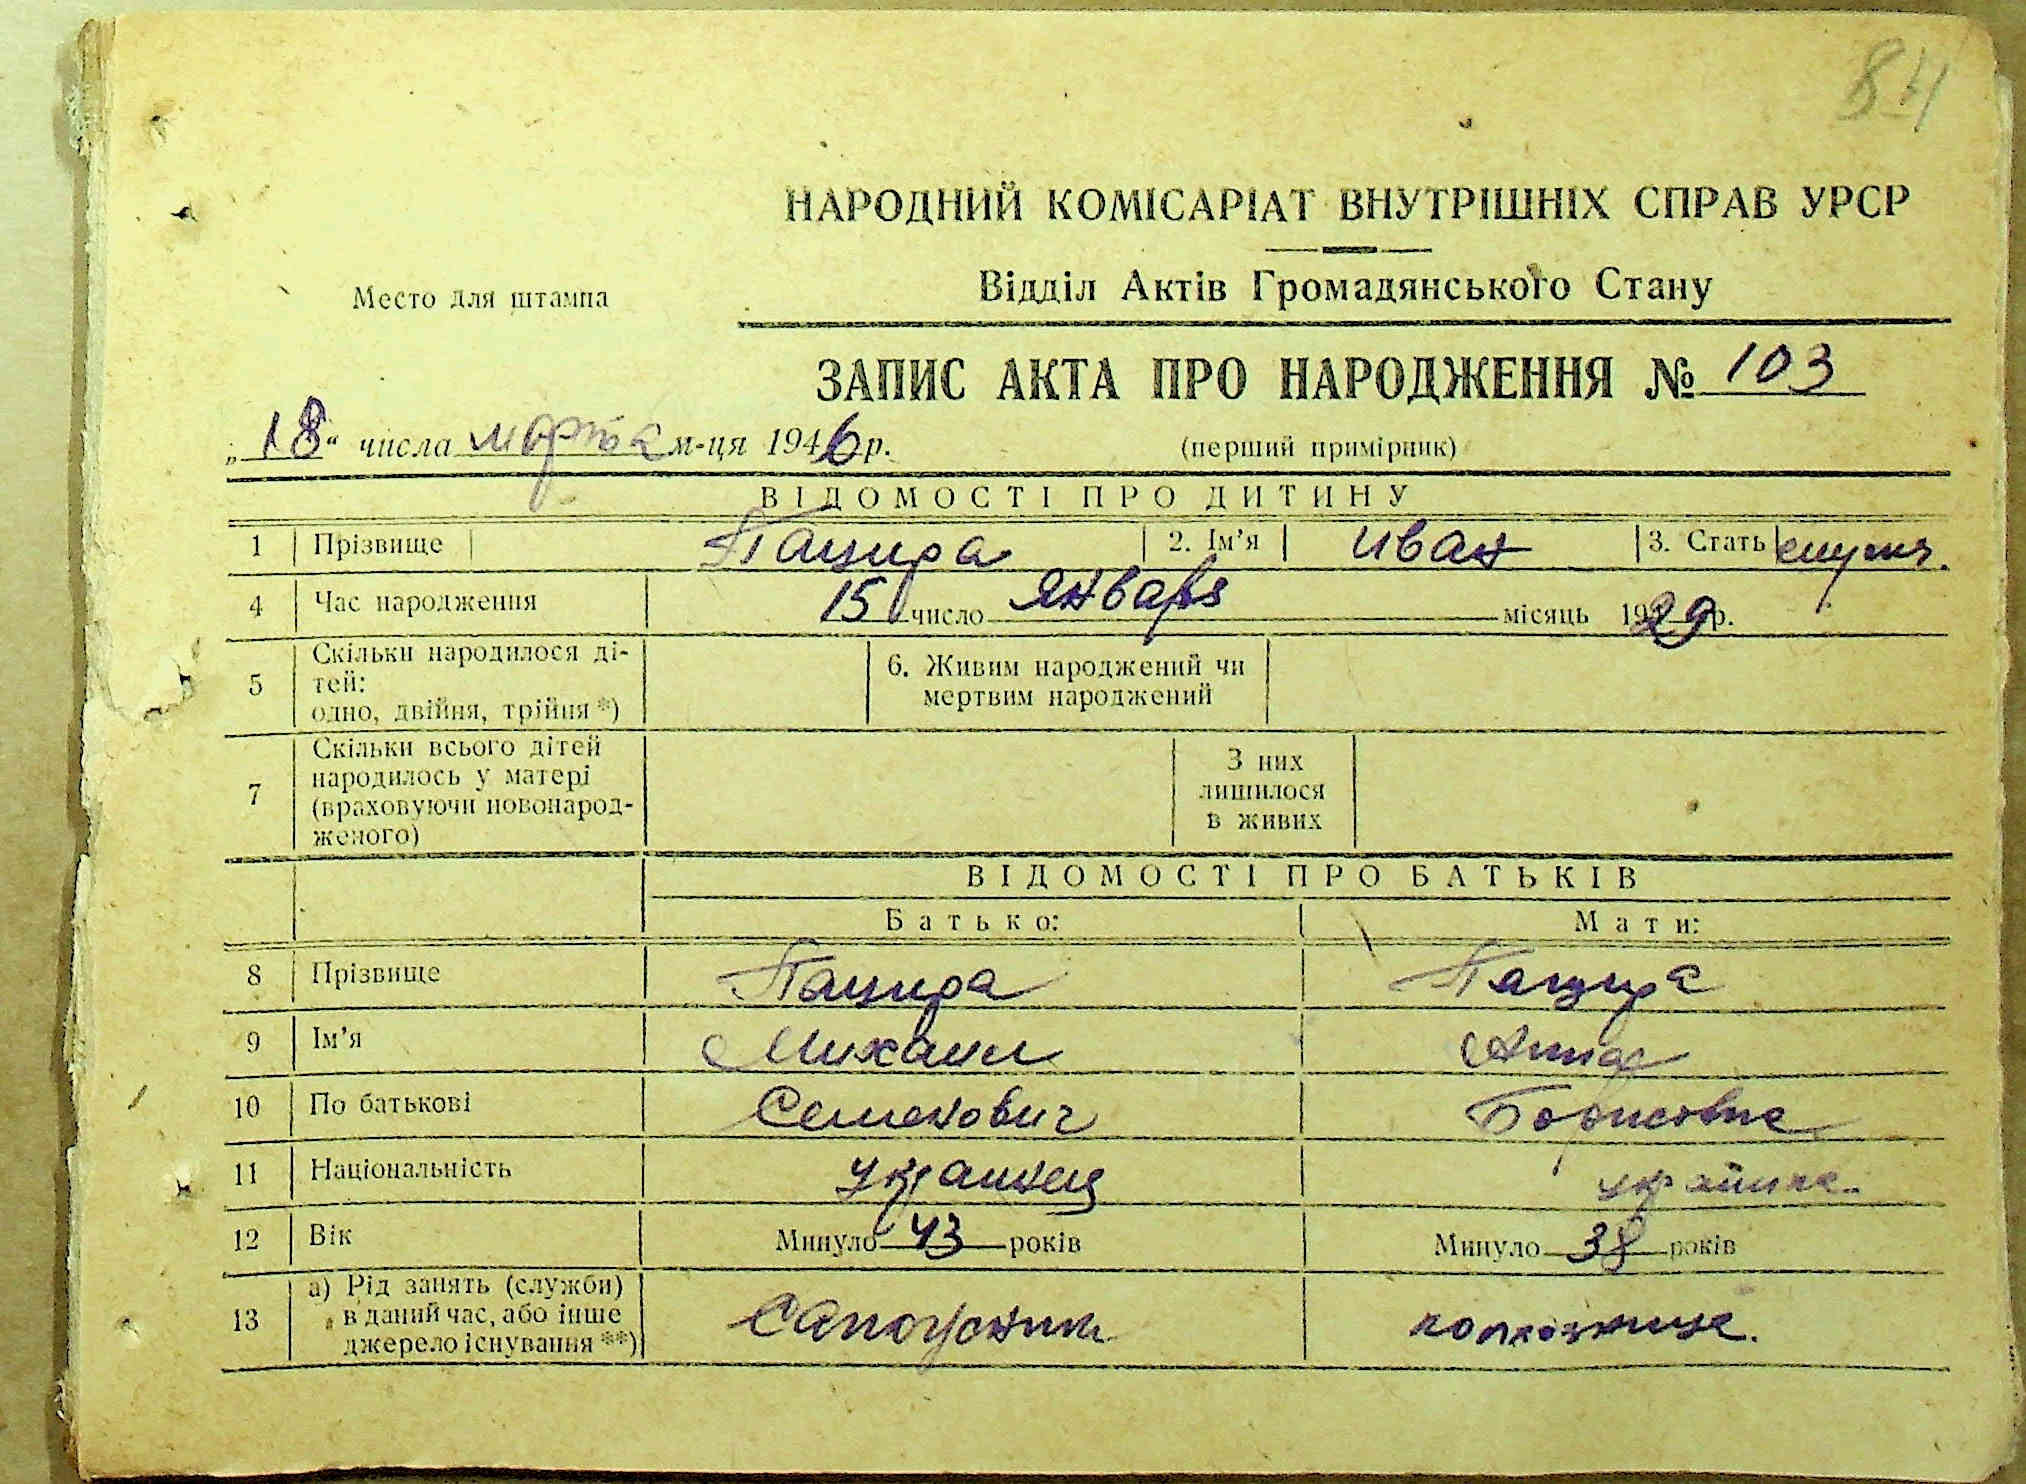 84
НАРОДНИЙ КОМІСАРІАТ ВНУТРІШНІХ СПРАВ УРСР
Место для штампа
Відділ Актів Громадянського Стану
ЗАПИС АКТА ПРО НАРОДЖЕННЯ № 103
„18“ числа марта м-ця 1946 р.
(перший примірник)
ВІДОМОСТІ ПРО ДИТИНУ
1 Прізвище Пацира 2. Ім’я Иван 3. Стать
4 Час народження 15 число Января місяць 1929 р.
5 Скільки народилося ді-
тей:
одно, двійня, трійня *)
6. Живим народжений чи
мертвим народжений
7 Скільки всього дітей
народилось у матері
(враховуючи новонарод-
женого)
З них
лишилося
в живих
ВІДОМОСТІ ПРО БАТЬКІВ
Батько: Мати:
8 Прізвище Пацира Пацира
9 Ім’я Михаил Анна
10 По батькові Семенович Борисовна
11 Національність украинец украинка
12 Вік Минуло 43 років Минуло 38 років
13 а) Рід занять (служби)
в даний час, або інше
джерело існування **)
Сапожник колхозница.